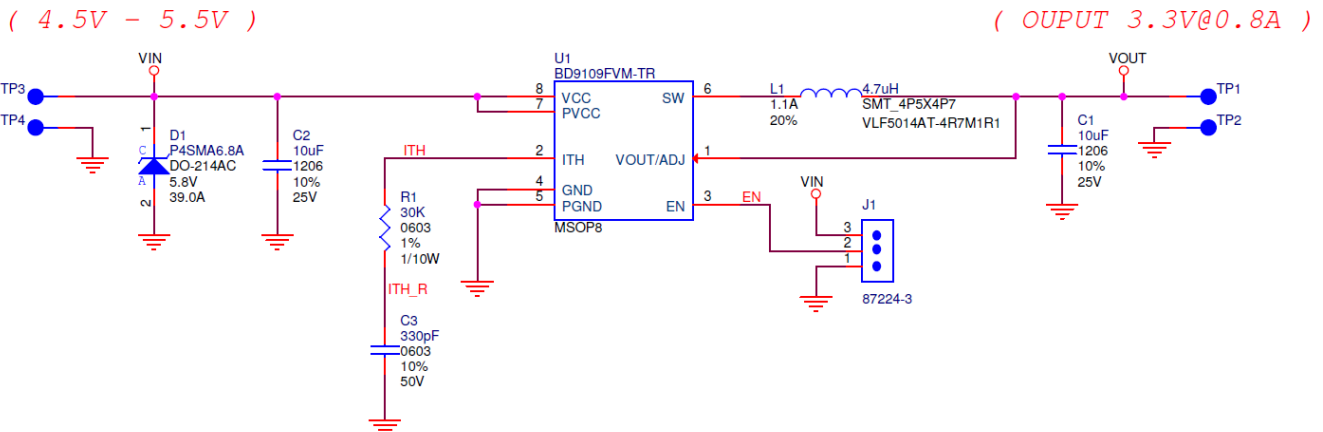 ( 4.5V - 5.5V )
( OUPUT 3.3V@0.8A )
VIN
TP3
TP4
1
C
A
2
D1
P4SMA6.8A
DO-214AC
5.8V
39.0A
C2
10uF
1206
10%
25V
U1
BD9109FVM-TR
8
VCC
7
PVCC
SW
6
2
ITH
VOUT/ADJ
1
4
GND
5
PGND
EN
3
MSOP8
ITH
R1
30K
0603
1%
1/10W
ITH_R
C3
330pF
0603
10%
50V
L1
1.1A
20%
4.7uH
SMT_4P5X4P7
VLF5014AT-4R7M1R1
VOUT
TP1
TP2
C1
10uF
1206
10%
25V
EN
VIN
J1
3
2
1
87224-3